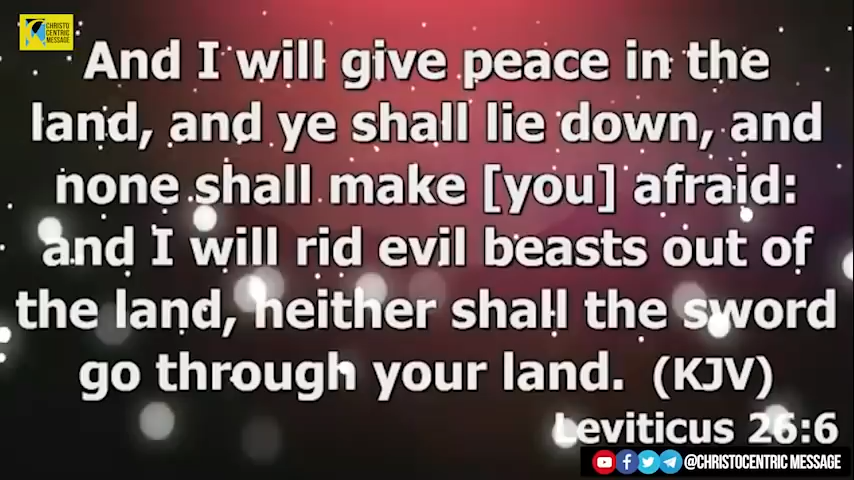 CHRISTO
CENTRIC
MESSAGE
And I will give peace in the
land, and ye shall lie down, and
none shall make [you] afraid:
and I will rid evil beasts out of
the land, neither shall the sword
go through your land. (KJV)
Leviticus 26:6
@CHRISTOCENTRIC MESSAGE